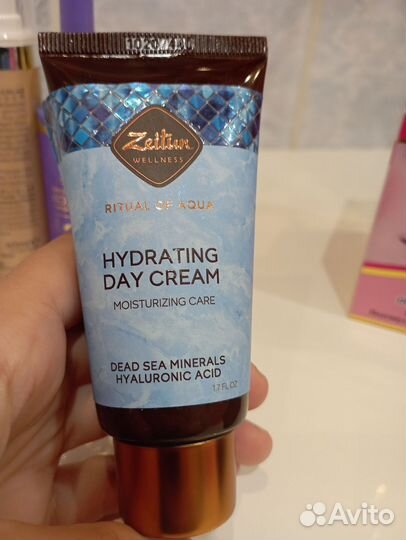 Zeitun
WELLNESS
RITUAL OF AQUA
HYDRATING
DAY CREAM
MOISTURIZING CARE
DEAD SEA MINERALS
HYALURONIC ACID
1.7 FL OZ
Avito